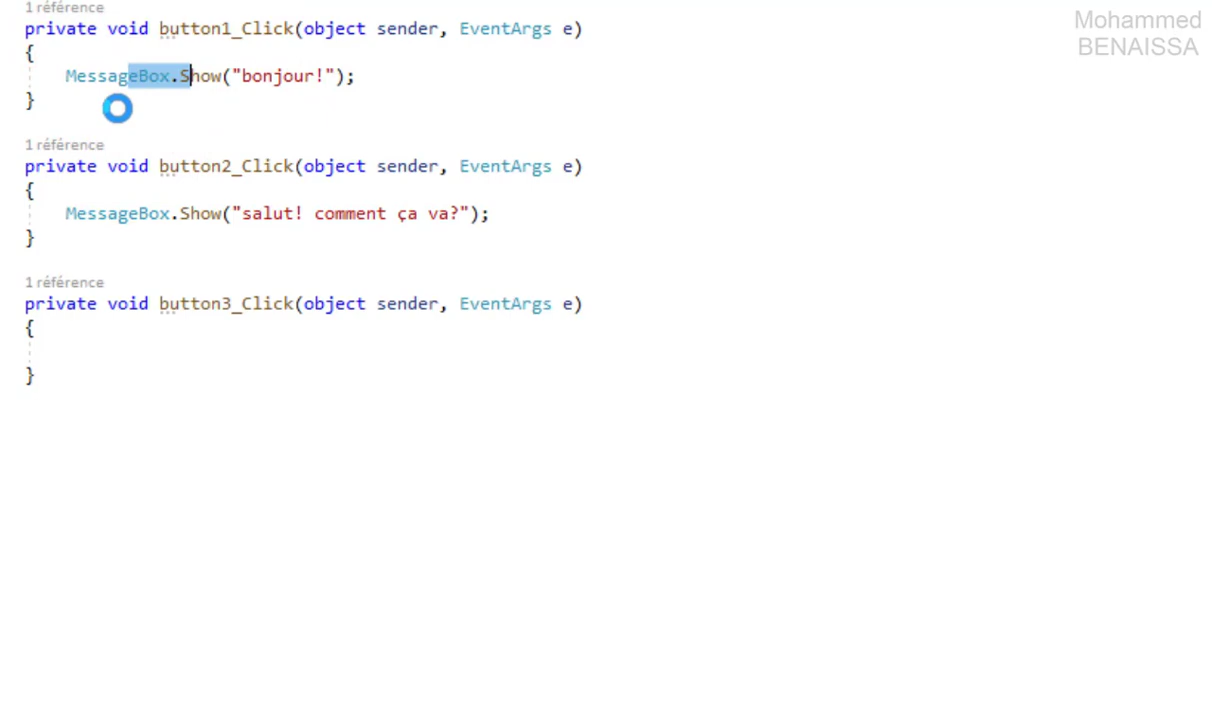 1 référence
private void button1_Click(object sender, EventArgs e)
{
MessageBox.Show("bonjour!");
}
1 référence
private void button2_Click(object sender, EventArgs e)
{
MessageBox.Show("salut! comment ça va?");
}
1 référence
private void button3_Click(object sender, EventArgs e)
{
}
Mohammed
BENAISSA